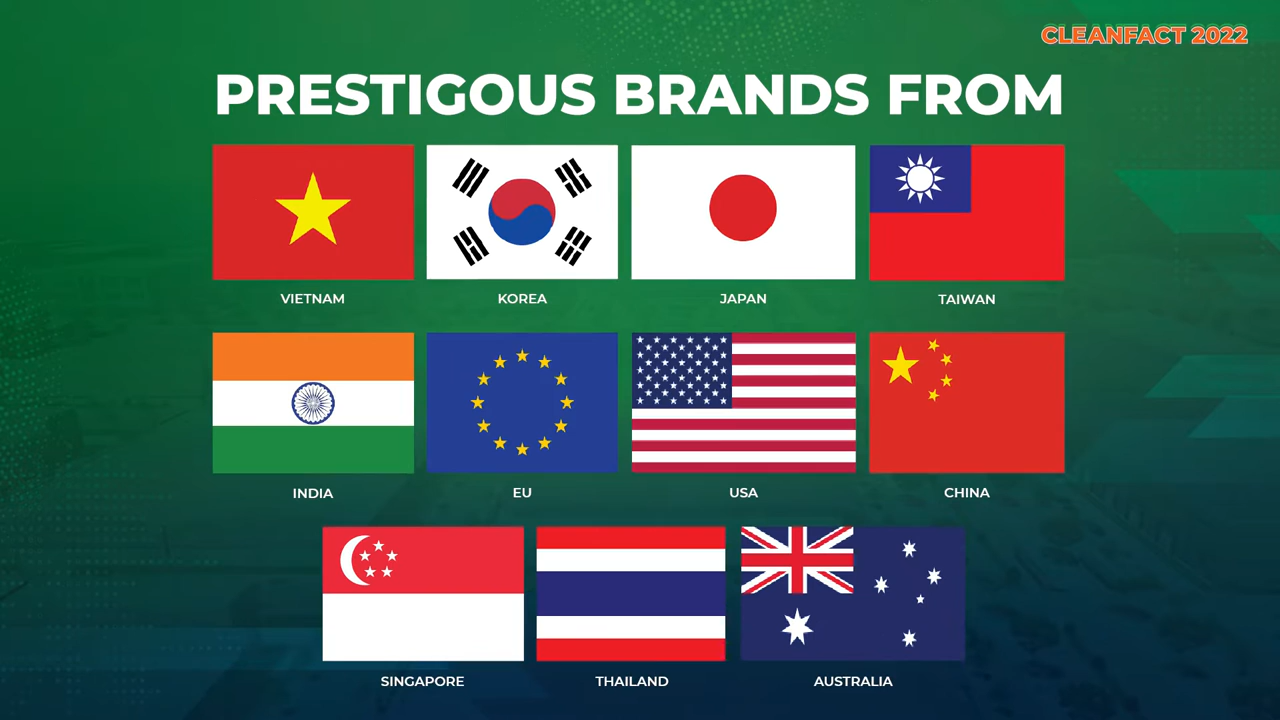 CLEANFACT 2022
PRESTIGOUS BRANDS FROM
VIETNAM
KOREA
JAPAN
TAIWAN
INDIA
EU
USA
CHINA
SINGAPORE
THAILAND
AUSTRALIA